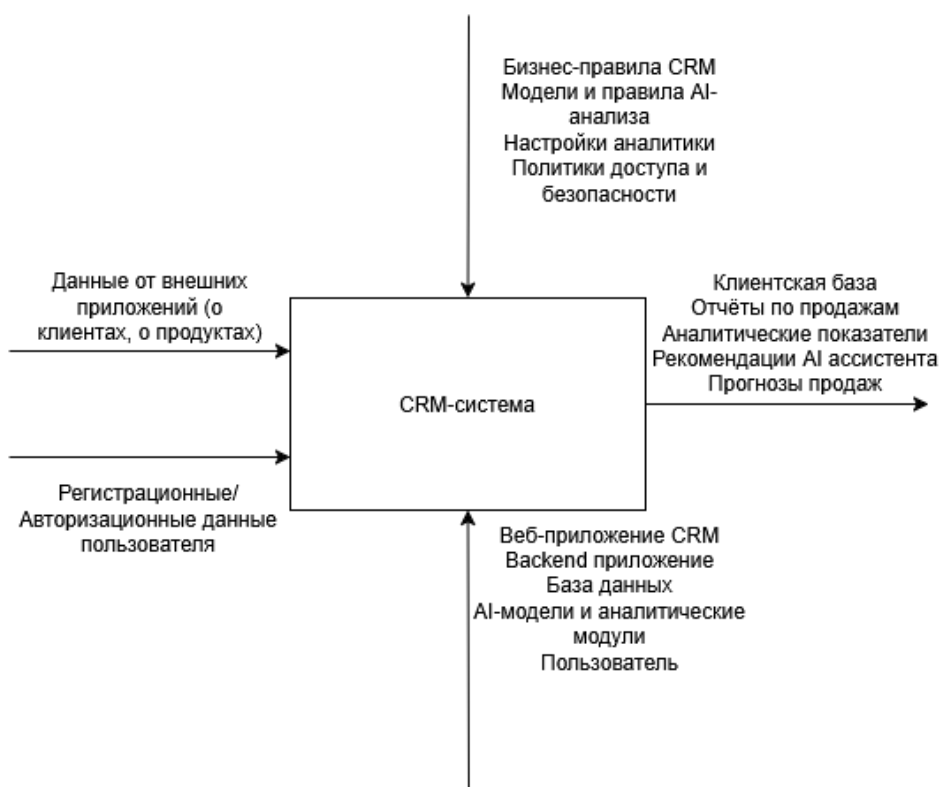 Бизнес-правила CRM
Модели и правила AI-
анализа
Настройки аналитики
Политики доступа и
безопасности
Данные от внешних
приложений (о
клиентах, о продуктах)
Клиентская база
Отчёты по продажам
Аналитические показатели
Рекомендации AI ассистента
Прогнозы продаж
CRM-система
Регистрационные/
Авторизационные данные
пользователя
Веб-приложение CRM
Backend приложение
База данных
AI-модели и аналитические
модули
Пользователь